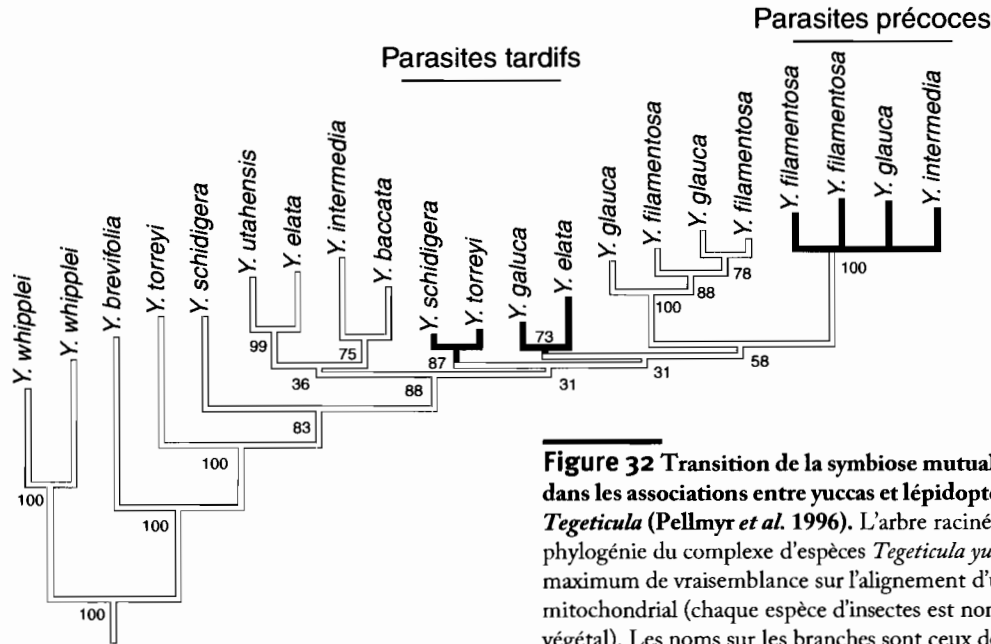 Parasites précoces
Parasites tardifs
Y. whipplei
Y. whipplei
Y. brevifolia
Y. torreyi
Y. schidigera
Y. utahensis
Y. elata
Y. intermedia
Y. baccata
Y. schidigera
Y. torreyi
Y. galuca
Y. elata
Y. glauca
Y. filamentosa
Y. glauca
Y. filamentosa
Y. filamentosa
Y. filamentosa
Y. glauca
Y. intermedia
100
78
88
100
73
99
75
87
58
36
88
31
31
83
100
100
100
100
Figure 32 Transition de la symbiose mutual
dans les associations entre yuccas et lépidopt
Tegeticula (Pellmyr et al. 1996). L'arbre raciné
phylogénie du complexe d'espèces Tegeticula yu
maximum de vraisemblance sur l'alignement d'u
mitochondrial (chaque espèce d'insectes est nor
végétal). Les noms sur les branches sont ceux d